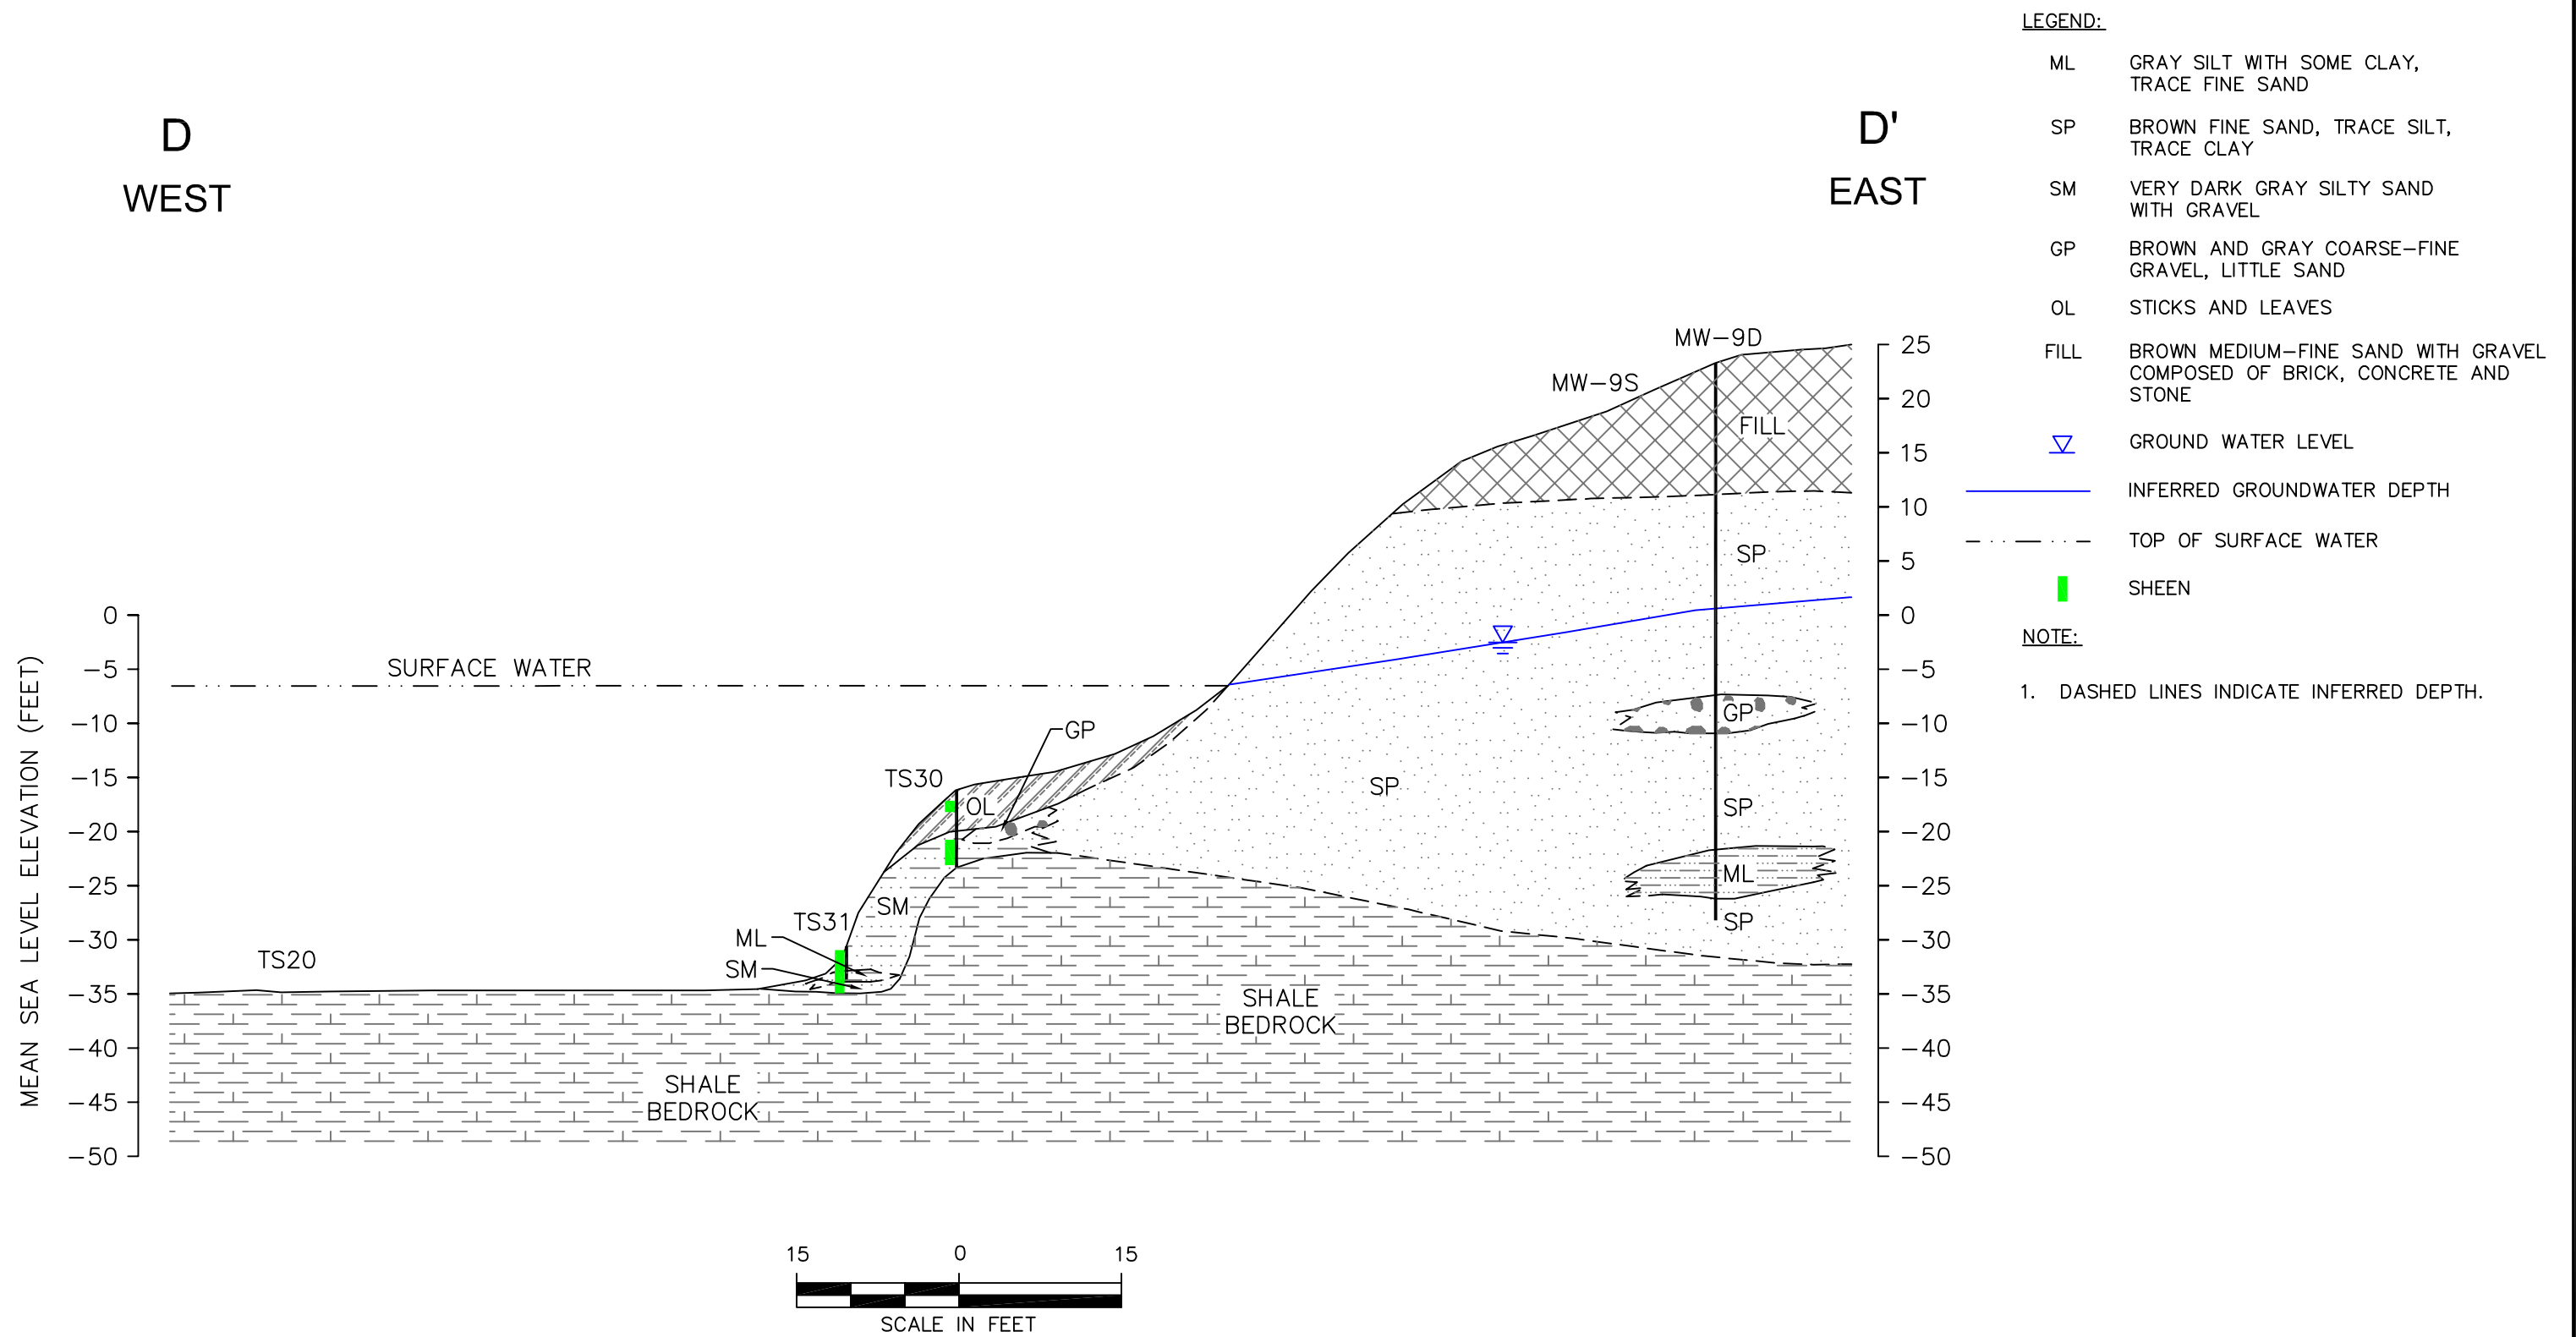 D
WEST
D'
EAST
LEGEND:
ML GRAY SILT WITH SOME CLAY,
TRACE FINE SAND
SP BROWN FINE SAND, TRACE SILT,
TRACE CLAY
SM VERY DARK GRAY SILTY SAND
WITH GRAVEL
GP BROWN AND GRAY COARSE-FINE
GRAVEL, LITTLE SAND
OL STICKS AND LEAVES
FILL BROWN MEDIUM-FINE SAND WITH GRAVEL
COMPOSED OF BRICK, CONCRETE AND
STONE
GROUND WATER LEVEL
INFERRED GROUNDWATER DEPTH
TOP OF SURFACE WATER
SHEEN
NOTE:
1. DASHED LINES INDICATE INFERRED DEPTH.
MEAN SEA LEVEL ELEVATION (FEET)
0
-5
-10
-15
-20
-25
-30
-35
-40
-45
-50
SURFACE WATER
TS20
TS31
ML
SM
SM
TS30
OL
GP
MW-9S
MW-9D
FILL
SP
GP
SP
SP
ML
SP
SHALE
BEDROCK
SHALE
BEDROCK
25
20
15
10
5
0
-5
-10
-15
-20
-25
-30
-35
-40
-45
-50
15 0 15
SCALE IN FEET